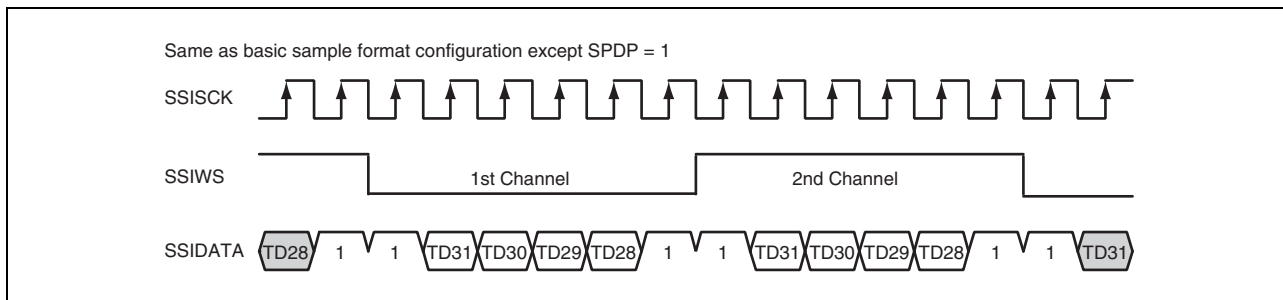 Same as basic sample format configuration except SPDP = 1
SSISCK
SSIWS 1st Channel 2nd Channel
SSIDATA TD28 1 1 TD31 TD30 TD29 TD28 1 1 TD31 TD30 TD29 TD28 1 1 TD31